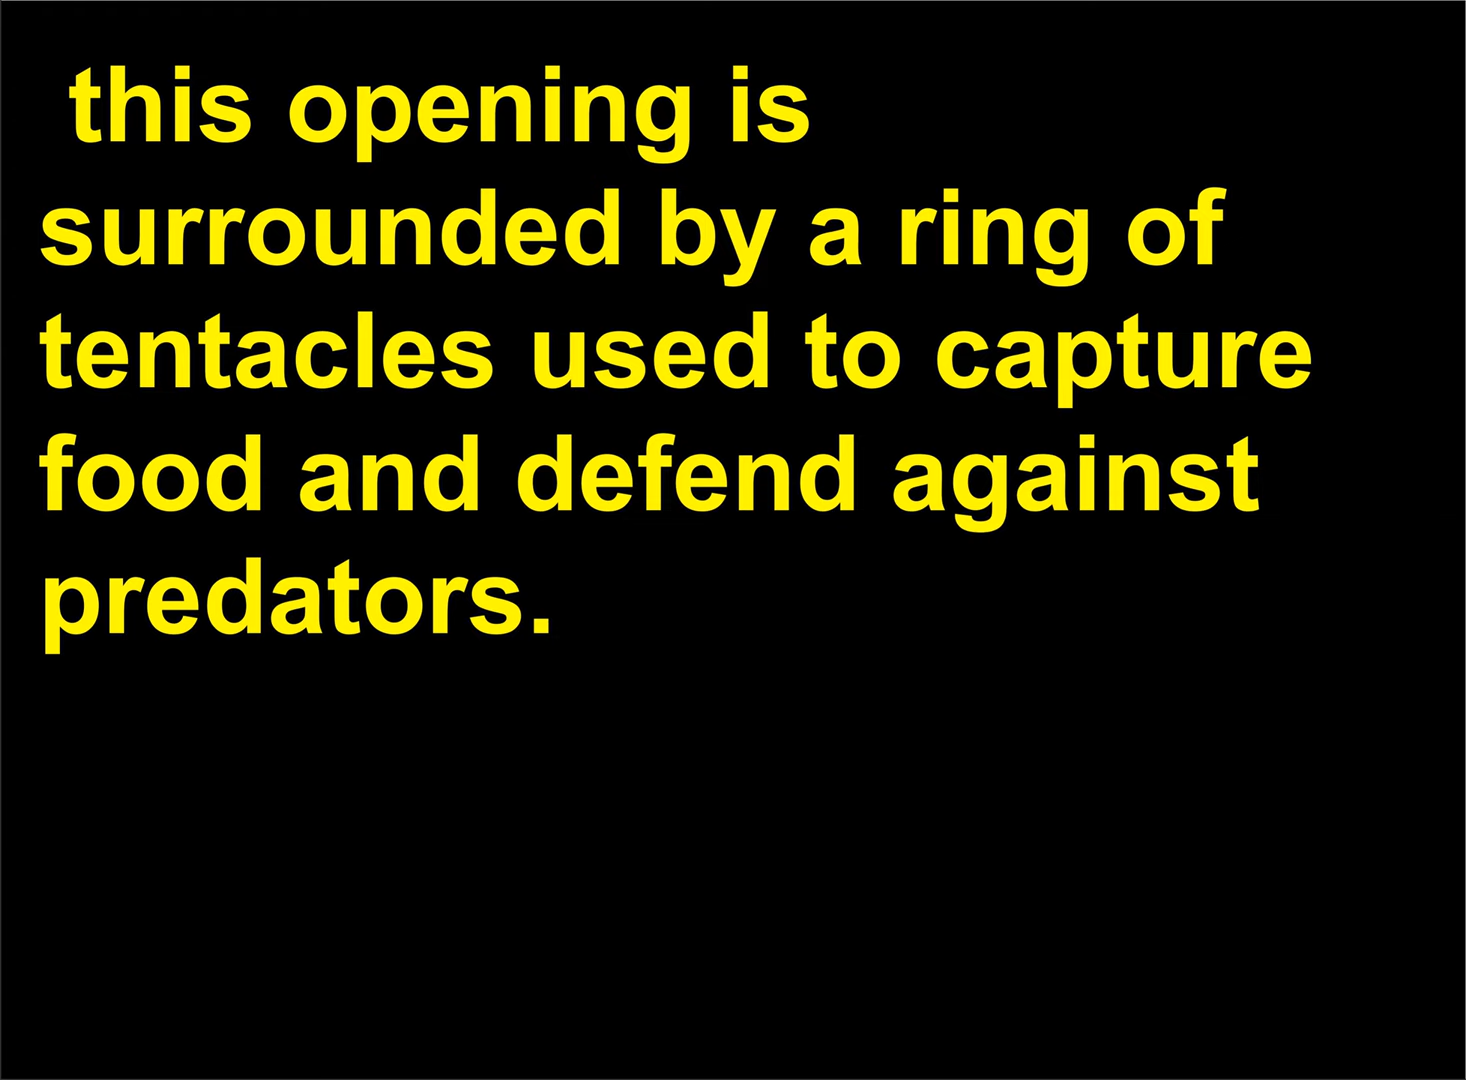 this opening is
surrounded by a ring of
tentacles used to capture
food and defend against
predators.